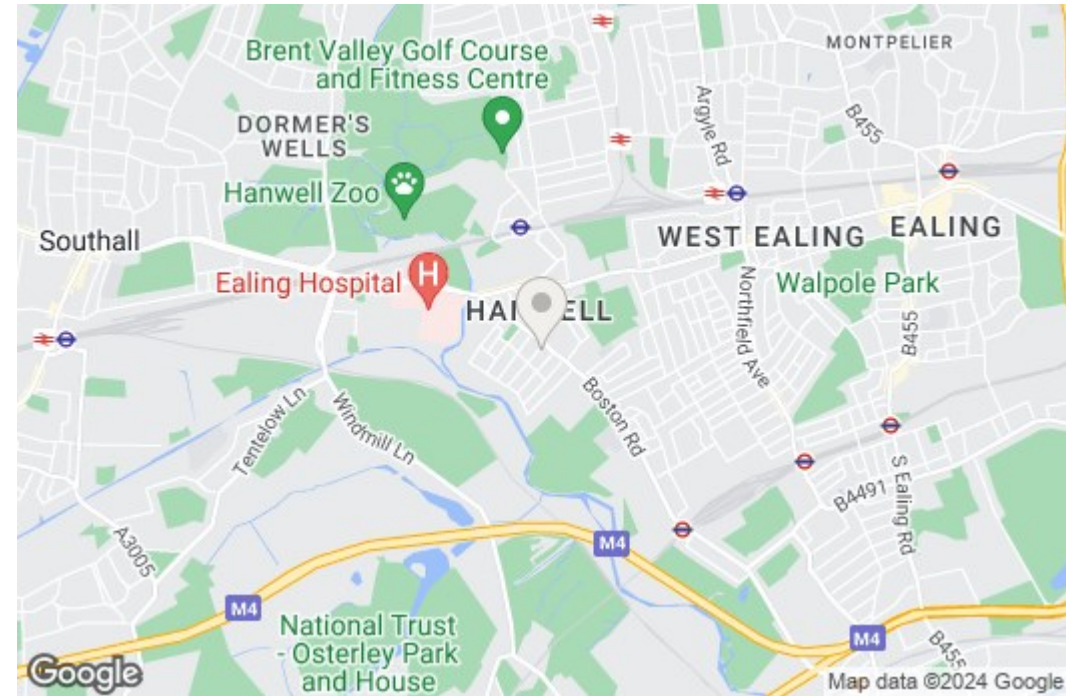 Brent Valley Golf Course
and Fitness Centre
MONTPELIER
Argyle Rd
B455
DORMER'S
WELLS
Hanwell Zoo
Southall
WEST EALING
EALING
Ealing Hospital
H
Walpole Park
Northfield Ave
B455
Boston Rd
Tentelow Ln
Windmill Ln
S Ealing Rd
B4491
A3005
M4
M4
M4
National Trust
- Osterley Park
and House
B455
Google
Map data ©2024 Google